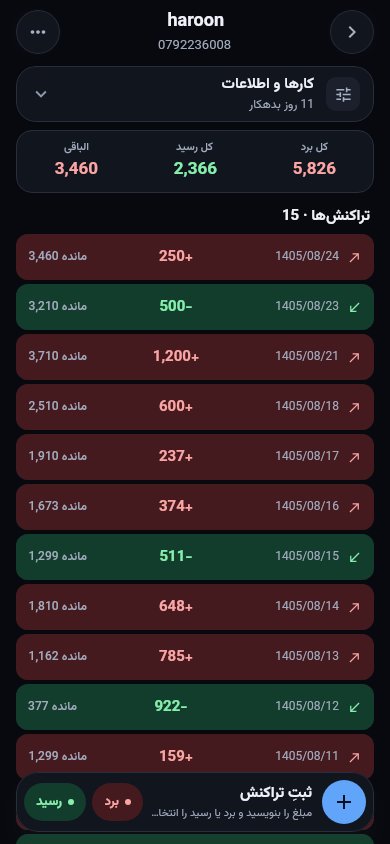 haroon
0792236008
کارها و اطلاعات
11 روز بدهکار
کل برد کل رسید الباقی
5,826 2,366 3,460
تراکنش‌ها · 15
1405/08/24 250+ مانده 3,460
1405/08/23 500− مانده 3,210
1405/08/21 1,200+ مانده 3,710
1405/08/18 600+ مانده 2,510
1405/08/17 237+ مانده 1,910
1405/08/16 374+ مانده 1,673
1405/08/15 511− مانده 1,299
1405/08/14 648+ مانده 1,810
1405/08/13 785+ مانده 1,162
1405/08/12 922− مانده 377
1405/08/11 159+ مانده 1,299
ثبتِ تراکنش
مبلغ را بنویسید و برد یا رسید را انتخا...
برد
رسید